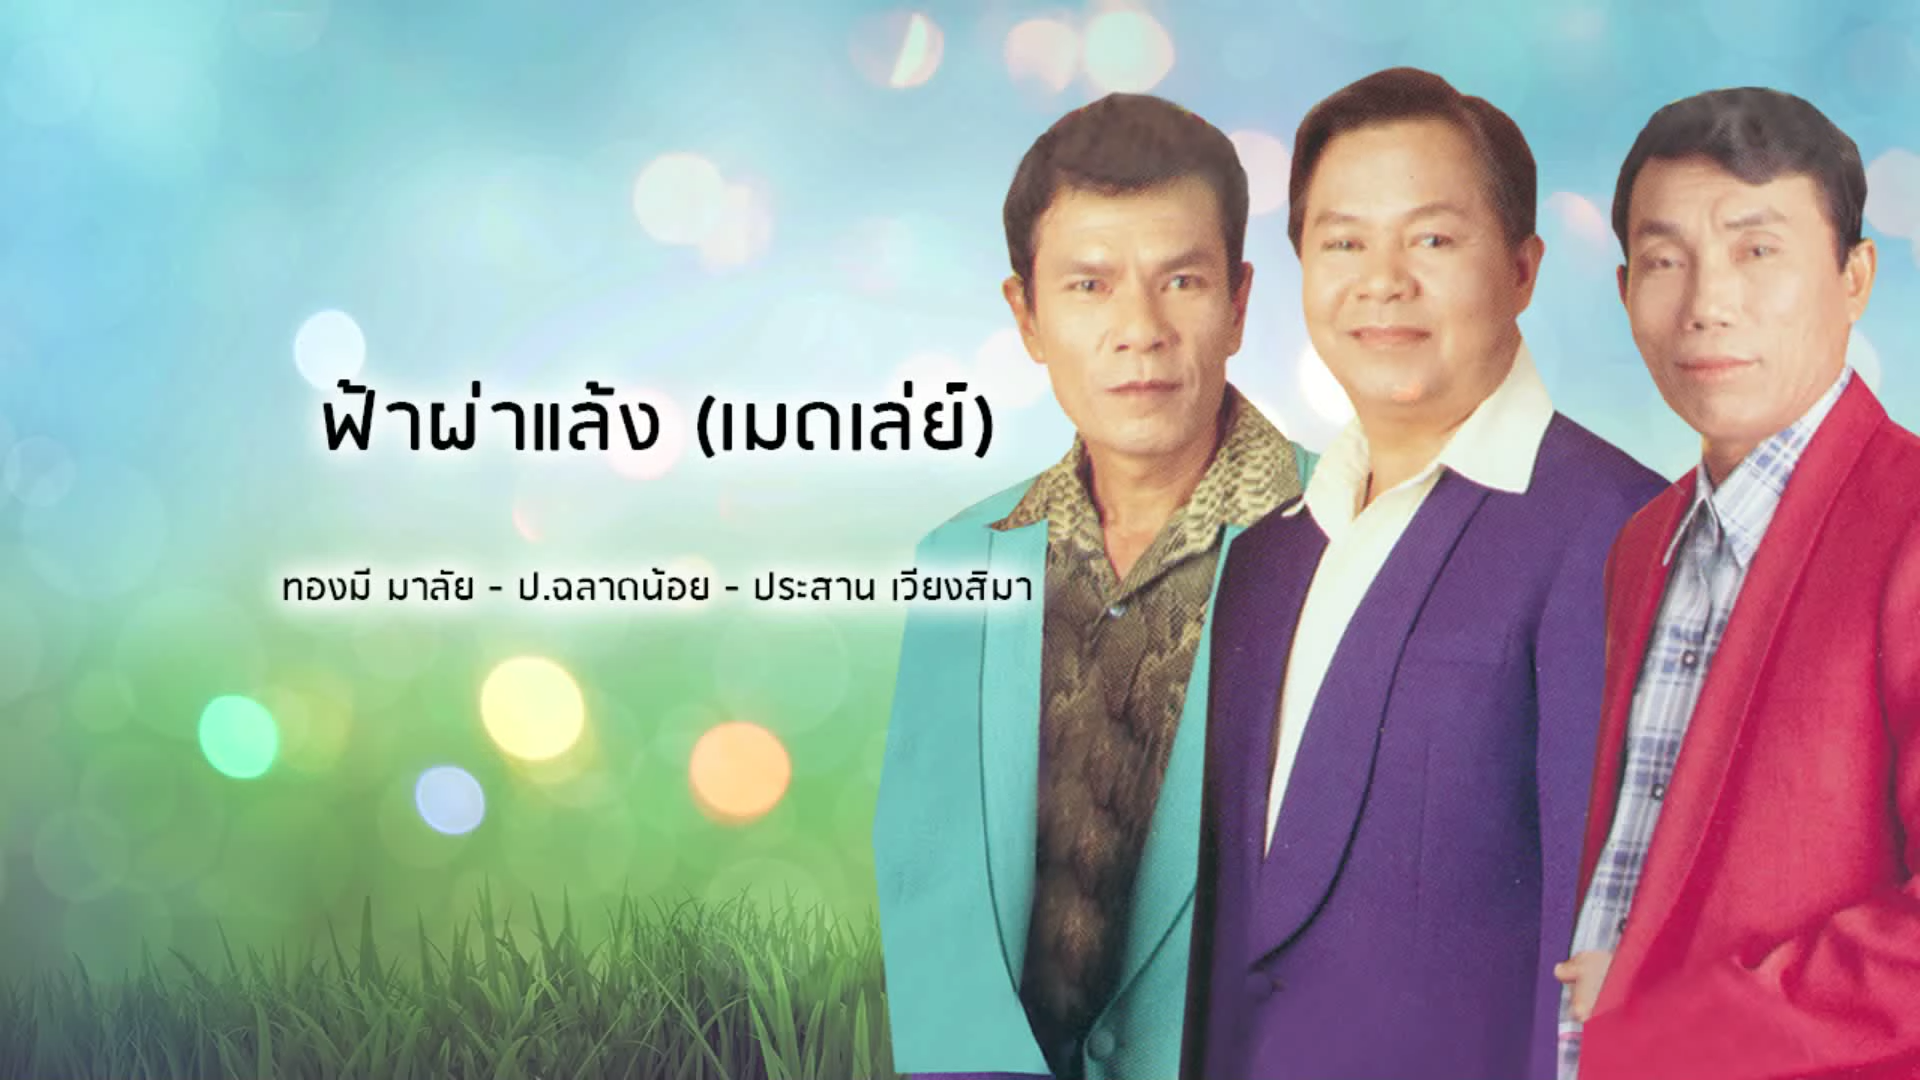 ฟ้าผ่าแล้ง (เมดเล่ย์)
ทองมี มาลัย - ป.ฉลาดน้อย - ประสาน เวียงสิมา